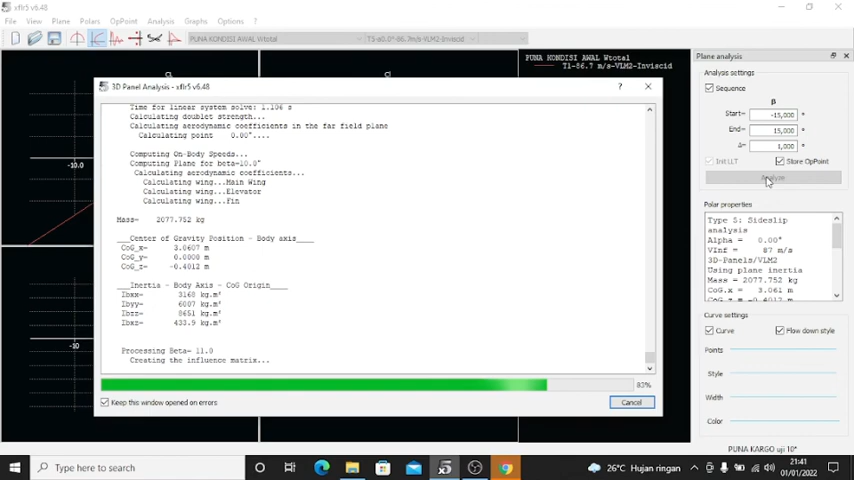 xflr5 v6.48
File View Plane Polars OpPoint Analysis Graphs Options ?
PUNA KONDISI AWAL Wtotal
T1-86.7 m/s-VLM2-Inviscid
PUNA KONDISI AWAL Wtotal
Plane analysis
3D Panel Analysis - xflr5 v6.48
Time for linear system solve: 1.106 s
Calculating doublet strength...
Calculating aerodynamic coefficients in the far field plane
Calculating point 0.00°....
Computing On-Body Speeds...
Computing Plane for beta=10.0°
Calculating aerodynamic coefficients...
Calculating wing...Main Wing
Calculating wing...Elevator
Calculating wing...Fin
Mass= 2077.752 kg
___Center of Gravity Position - Body axis____
CoG_x= 3.0607 m
CoG_y= 0.0000 m
CoG_z= -0.4012 m
___Inertia - Body Axis - CoG Origin____
Ibxx= 3168 kg.m²
Ibyy= 6007 kg.m²
Ibzz= 8651 kg.m²
Ibxz= 433.9 kg.m²
Processing Beta= 11.0
Creating the influence matrix...
83%
Keep this window opened on errors
Cancel
-10.0
-10
Analysis settings
Sequence
β
Start= -15,000 °
End= 15,000 °
Δ= 1,000 °
Init LLT Store OpPoint
Analyze
Polar properties
Type 5: Sideslip
analysis
Alpha = 0.00°
VInf = 87 m/s
3D-Panels/VLM2
Using plane inertia
Mass = 2077.752 kg
CoG.x = 3.061 m
CoG.z = -0.4012 m
Curve settings
Curve Flow down style
Points
Style
Width
Color
PUNA KARGO uji 10°
Type here to search
26°C Hujan ringan
21:41
01/01/2022